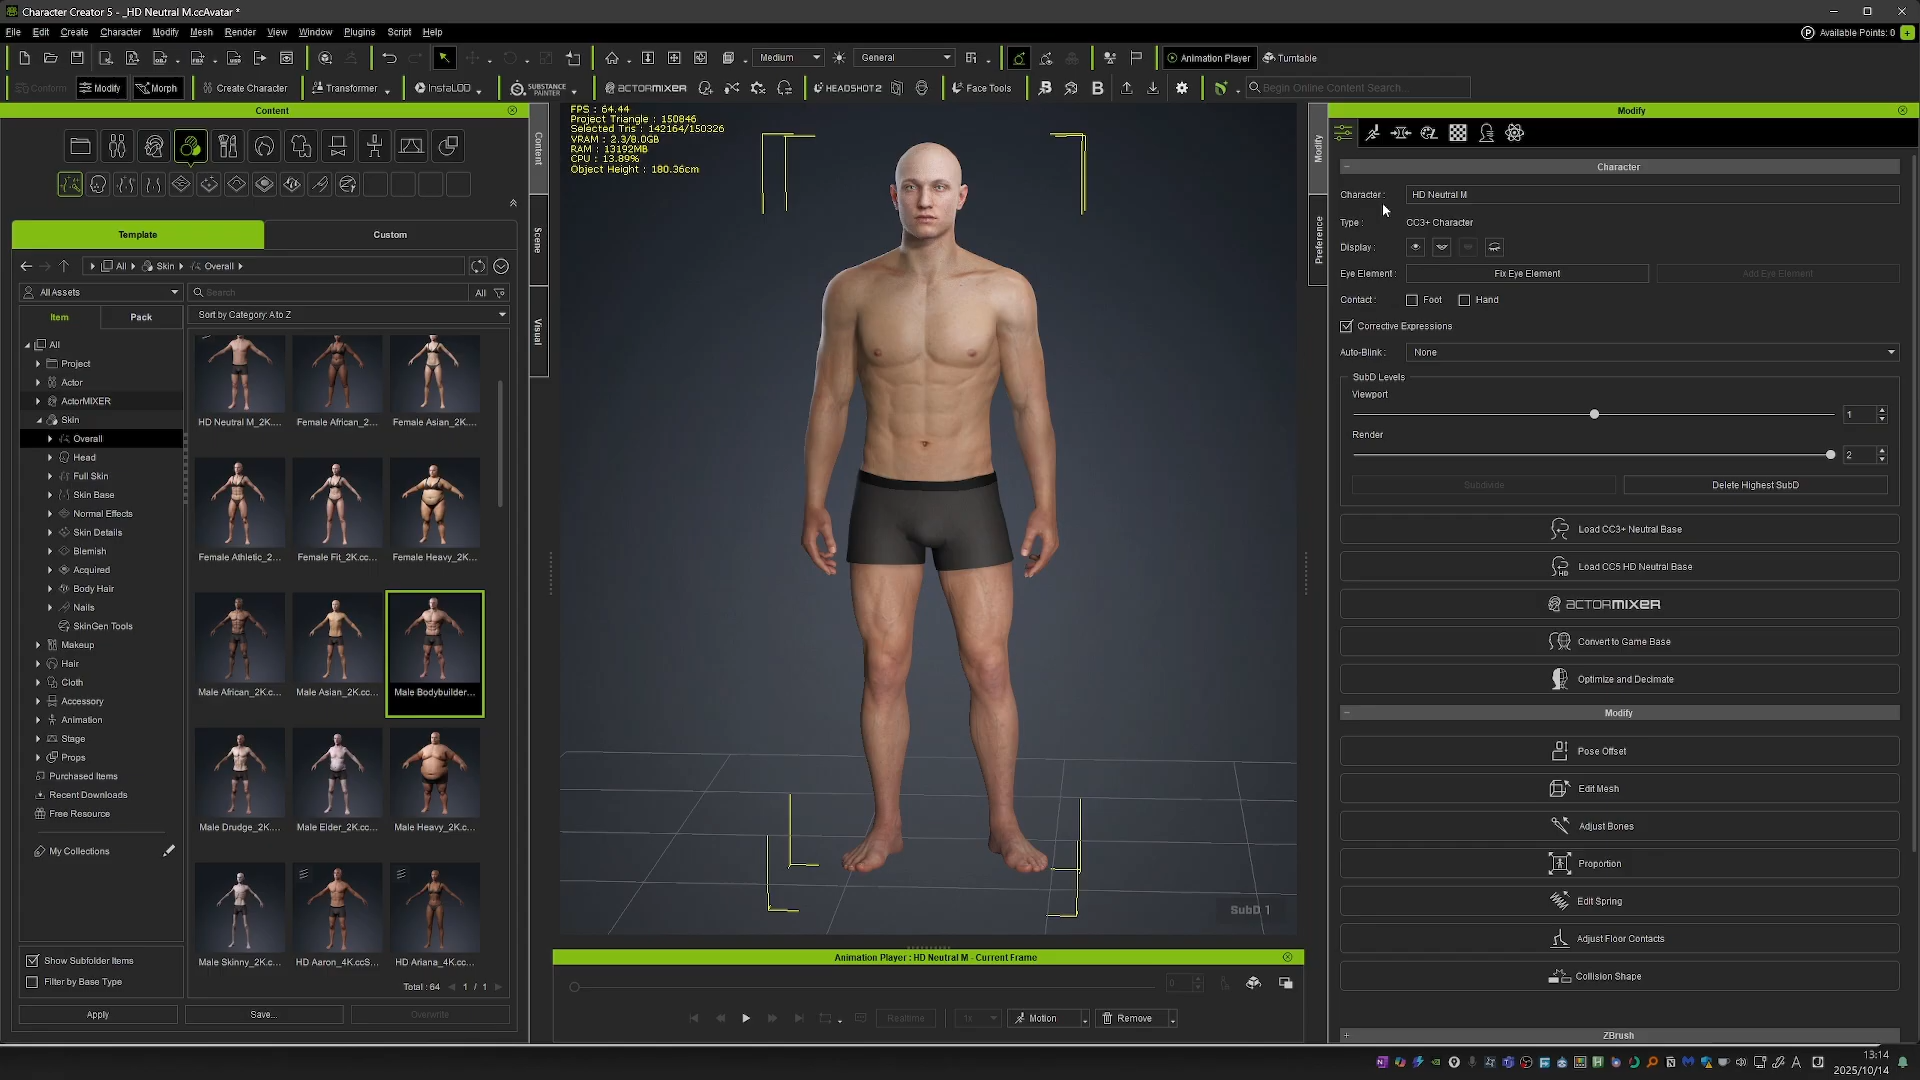 Character Creator 5 - _HD Neutral M.ccAvatar *
File Edit Create Character Modify Mesh Render View Window Plugins Script Help
Available Points: 0
Medium General Animation Player Turntable
Conform Modify Morph Create Character Transformer InstaLOD SUBSTANCE PAINTER ACTORMIXER HEADSHOT 2 Face Tools Begin Online Content Search...
Content
Template Custom
All Skin Overall
All Assets Search All
Item Pack Sort by Category: A to Z
All
Project
Actor
ActorMIXER
Skin
Overall
Head
Full Skin
Skin Base
Normal Effects
Skin Details
Blemish
Acquired
Body Hair
Nails
SkinGen Tools
Makeup
Hair
Cloth
Accessory
Animation
Stage
Props
Purchased Items
Recent Downloads
Free Resource
My Collections
Show Subfolder Items
Filter by Base Type
HD Neutral M_2K.... Female African_2... Female Asian_2K....
Female Athletic_2... Female Fit_2K.cc... Female Heavy_2K...
Male African_2K.c... Male Asian_2K.cc... Male Bodybuilder...
Male Drudge_2K.... Male Elder_2K.cc... Male Heavy_2K.c...
Male Skinny_2K.c... HD Aaron_4K.ccS... HD Ariana_4K.cc...
Total : 64 1 / 1
Apply Save... Overwrite
Content
Scene
Visual
FPS : 64.44
Project Triangle : 150846
Selected Tris : 142164/150326
VRAM : 2.3/8.0GB
RAM : 13192MB
CPU : 13.89%
Object Height : 180.36cm
SubD 1
Animation Player : HD Neutral M - Current Frame
0
Realtime 1x Motion Remove
Modify
Preference
Modify
Character
Character : HD Neutral M
Type : CC3+ Character
Display :
Eye Element : Fix Eye Element Add Eye Element
Contact : Foot Hand
Corrective Expressions
Auto-Blink : None
SubD Levels
Viewport
1
Render
2
Subdivide Delete Highest SubD
Load CC3+ Neutral Base
HD Load CC5 HD Neutral Base
ACTORMIXER
Convert to Game Base
Optimize and Decimate
Modify
Pose Offset
Edit Mesh
Adjust Bones
Proportion
Edit Spring
Adjust Floor Contacts
Collision Shape
ZBrush
13:14
2025/10/14